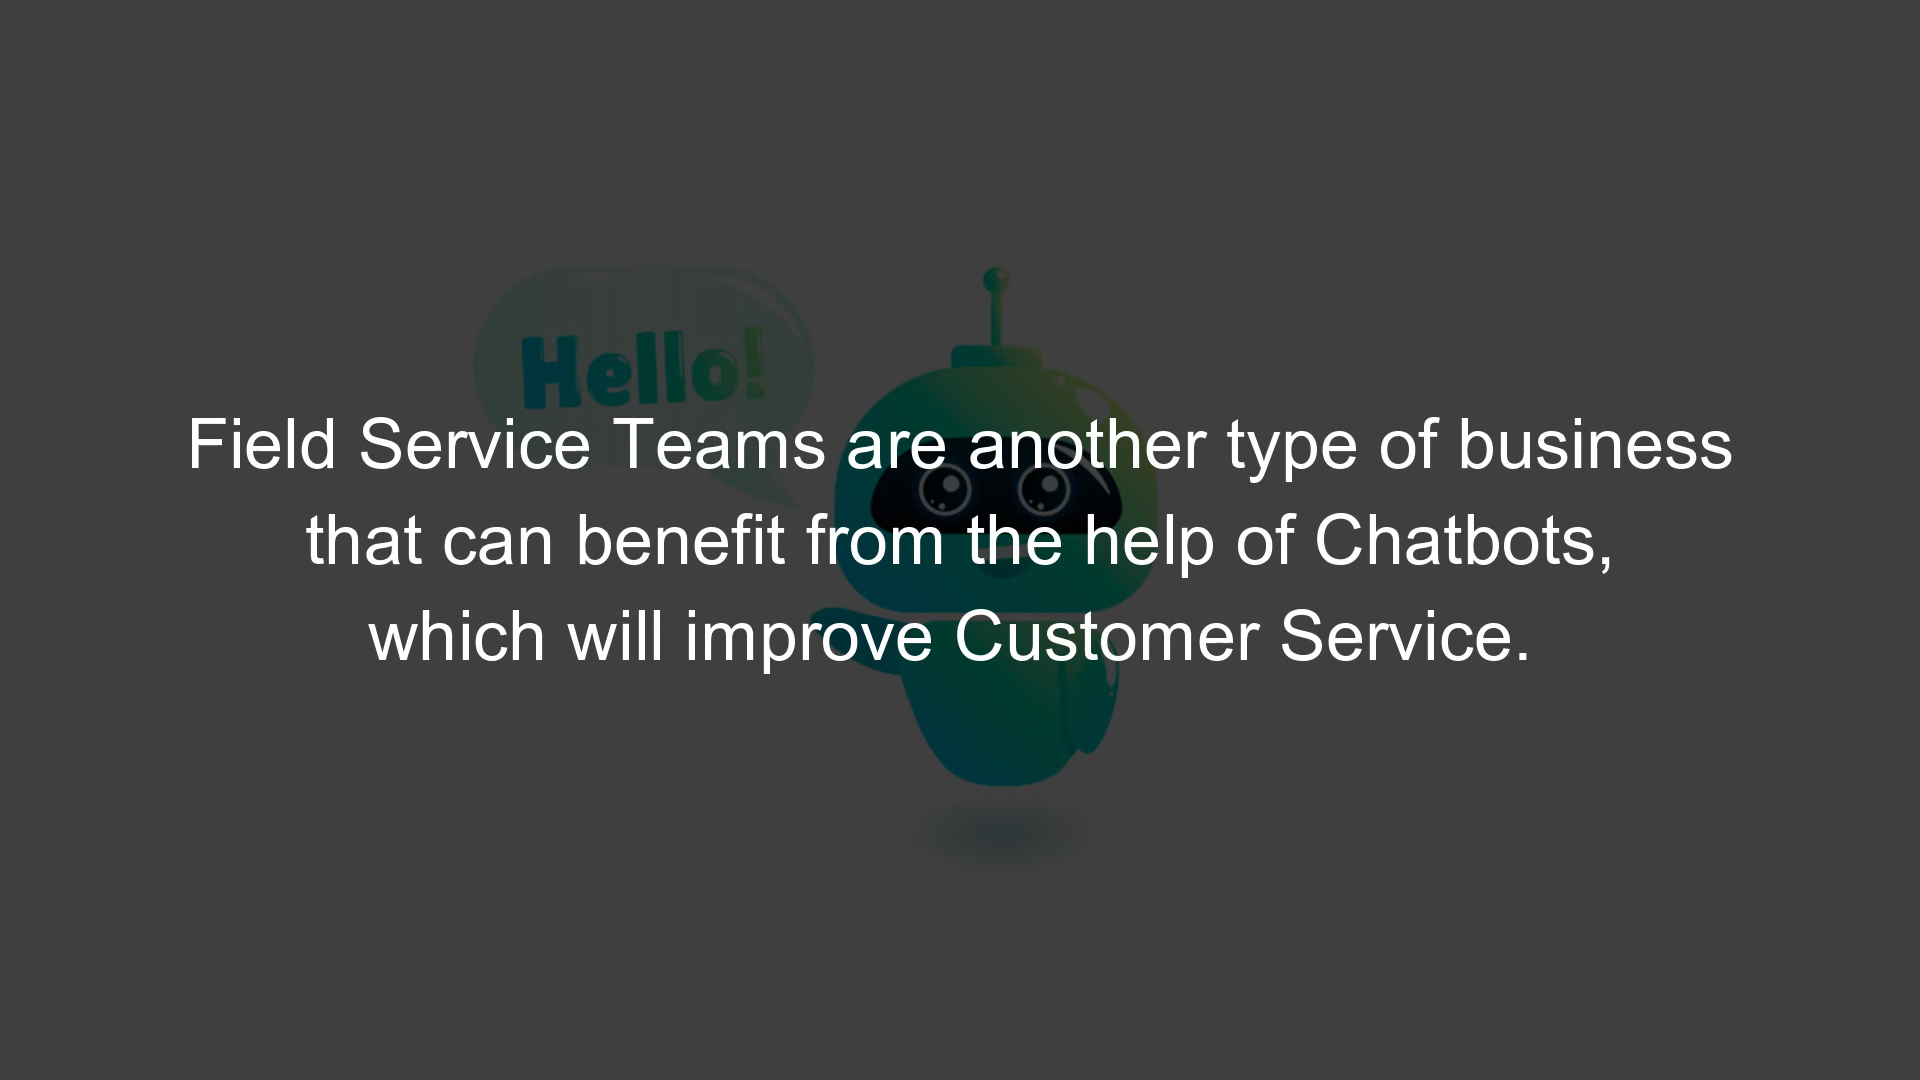 Hello!
Field Service Teams are another type of business
that can benefit from the help of Chatbots,
which will improve Customer Service.